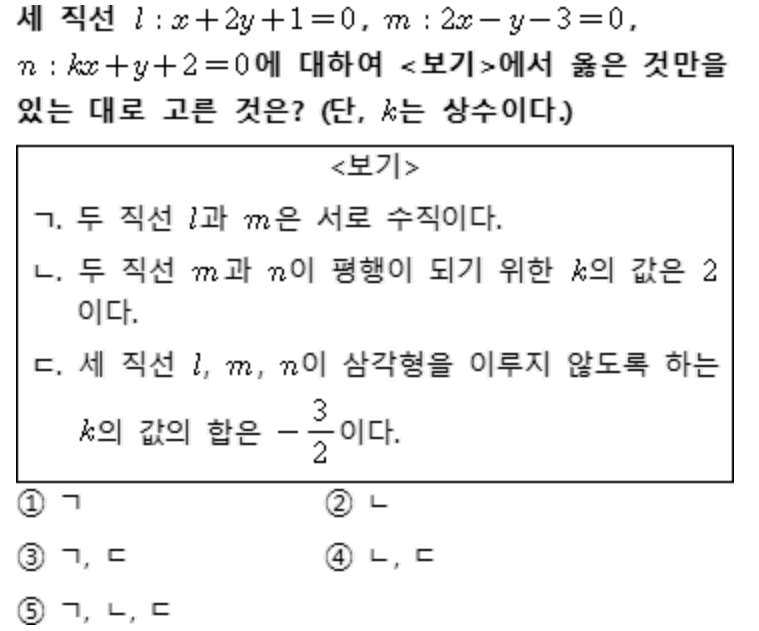 세 직선 l : x+2y+1=0, m : 2x-y-3=0,
n : kx+y+2=0에 대하여 <보기>에서 옳은 것만을
있는 대로 고른 것은? (단, k는 상수이다.)
<보기>
ㄱ. 두 직선 l과 m은 서로 수직이다.
ㄴ. 두 직선 m과 n이 평행이 되기 위한 k의 값은 2
이다.
ㄷ. 세 직선 l, m, n이 삼각형을 이루지 않도록 하는
k의 값의 합은 -3/2이다.
① ㄱ ② ㄴ
③ ㄱ, ㄷ ④ ㄴ, ㄷ
⑤ ㄱ, ㄴ, ㄷ